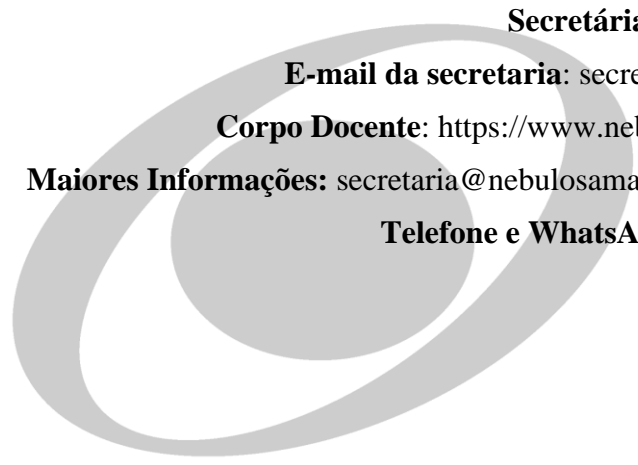 Secretária
E-mail da secretaria: secre
Corpo Docente: https://www.neb
Maiores Informações: secretaria@nebulosama
Telefone e WhatsA